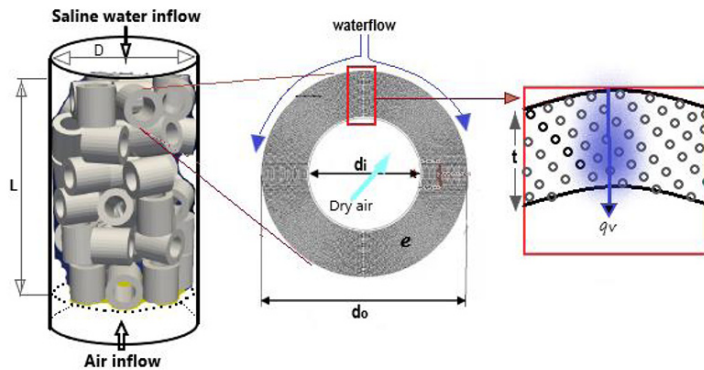 Saline water inflow
D
L
Air inflow
waterflow
di
Dry air
e
do
t
qv